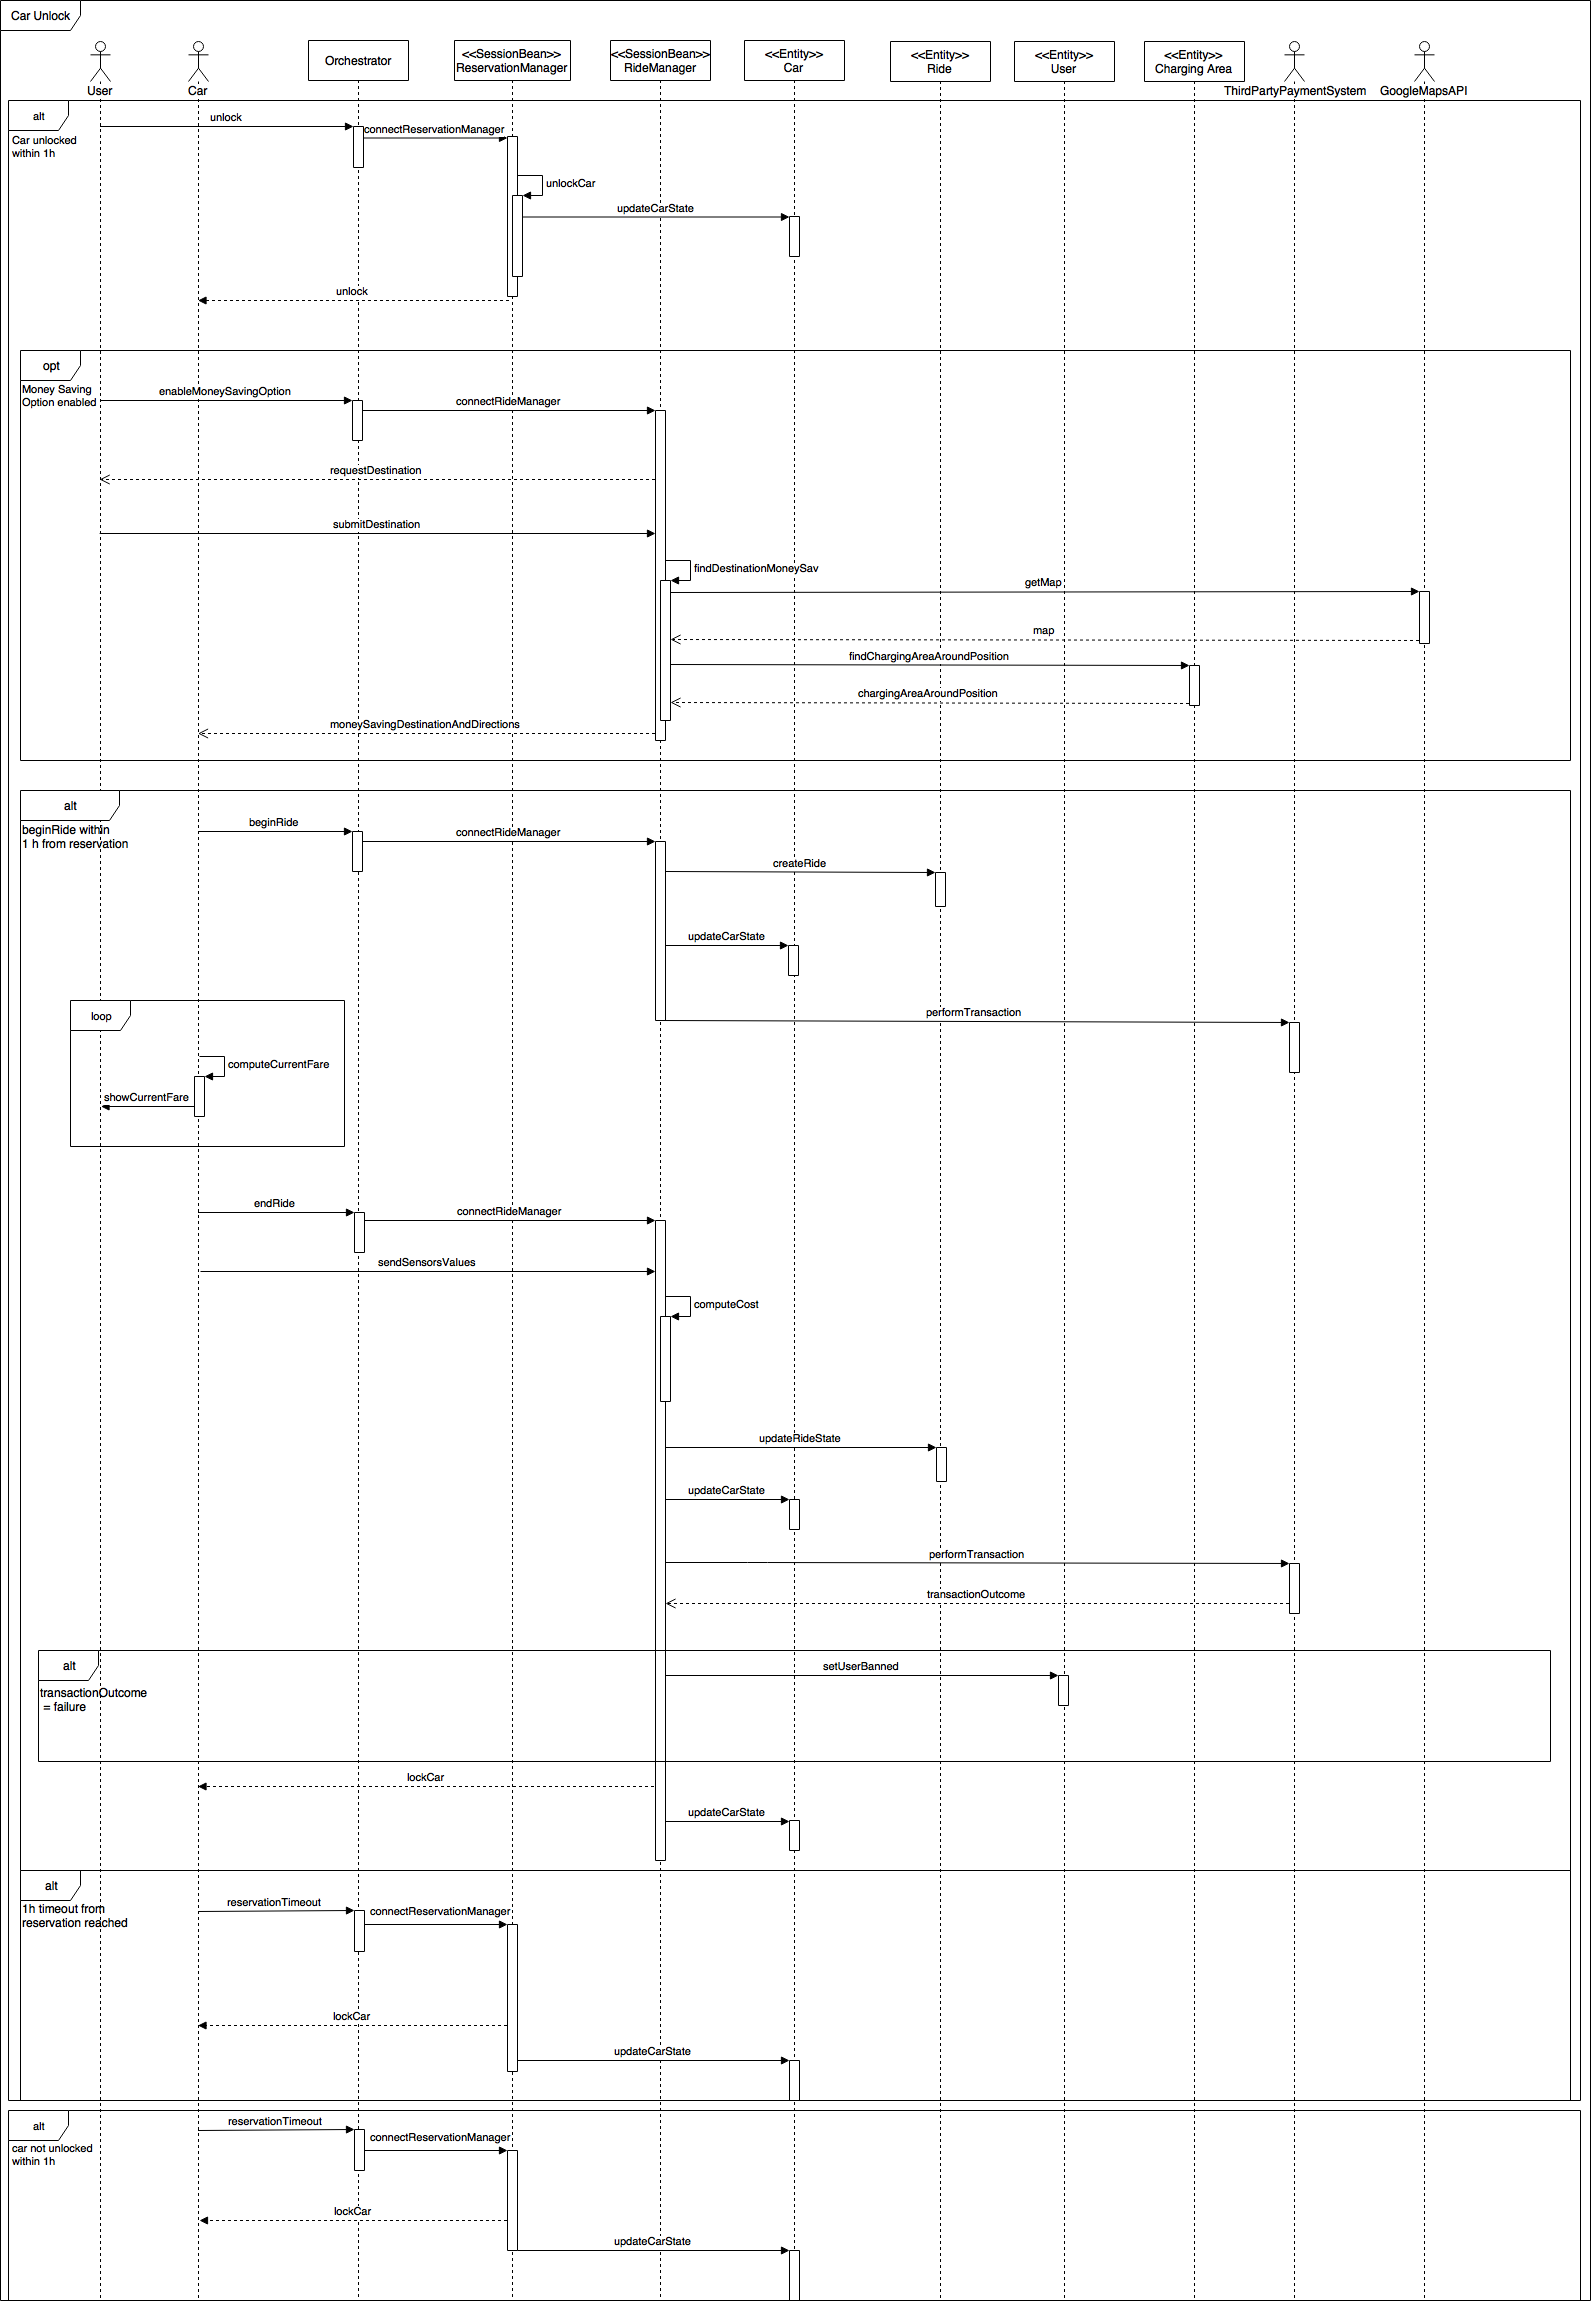 Car Unlock
<<SessionBean>>
<<SessionBean>>
<<Entity>>
<<Entity>>
<<Entity>>
<<Entity>>
Orchestrator
ReservationManager
RideManager
Car
Ride
User
Charging Area
User
Car
ThirdPartyPaymentSystem
GoogleMapsAPI
alt
unlock
connectReservationManager
Car unlocked
within 1h
unlockCar
updateCarState
unlock
opt
Money Saving
Option enabled
enableMoneySavingOption
connectRideManager
requestDestination
submitDestination
findDestinationMoneySav
getMap
map
findChargingAreaAroundPosition
chargingAreaAroundPosition
moneySavingDestinationAndDirections
alt
beginRide within
1 h from reservation
beginRide
connectRideManager
createRide
updateCarState
performTransaction
loop
computeCurrentFare
showCurrentFare
endRide
connectRideManager
sendSensorsValues
computeCost
updateRideState
updateCarState
performTransaction
transactionOutcome
alt
setUserBanned
transactionOutcome
= failure
lockCar
updateCarState
alt
1h timeout from
reservation reached
reservationTimeout
connectReservationManager
lockCar
updateCarState
alt
car not unlocked
within 1h
reservationTimeout
connectReservationManager
lockCar
updateCarState